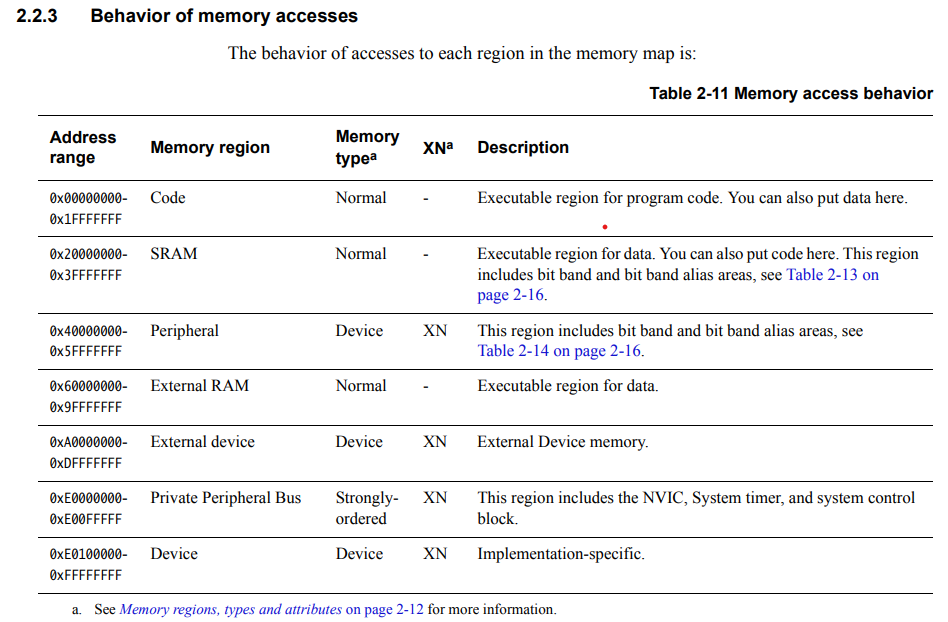 2.2.3 Behavior of memory accesses
The behavior of accesses to each region in the memory map is:
Table 2-11 Memory access behavior
Address range Memory region Memory typeᵃ XNᵃ Description
0x00000000- Code Normal - Executable region for program code. You can also put data here.
0x1FFFFFFF
0x20000000- SRAM Normal - Executable region for data. You can also put code here. This region
0x3FFFFFFF includes bit band and bit band alias areas, see Table 2-13 on
page 2-16.
0x40000000- Peripheral Device XN This region includes bit band and bit band alias areas, see
0x5FFFFFFF Table 2-14 on page 2-16.
0x60000000- External RAM Normal - Executable region for data.
0x9FFFFFFF
0xA0000000- External device Device XN External Device memory.
0xDFFFFFFF
0xE0000000- Private Peripheral Bus Strongly- XN This region includes the NVIC, System timer, and system control
0xE00FFFFF ordered block.
0xE0100000- Device Device XN Implementation-specific.
0xFFFFFFFF
a. See Memory regions, types and attributes on page 2-12 for more information.